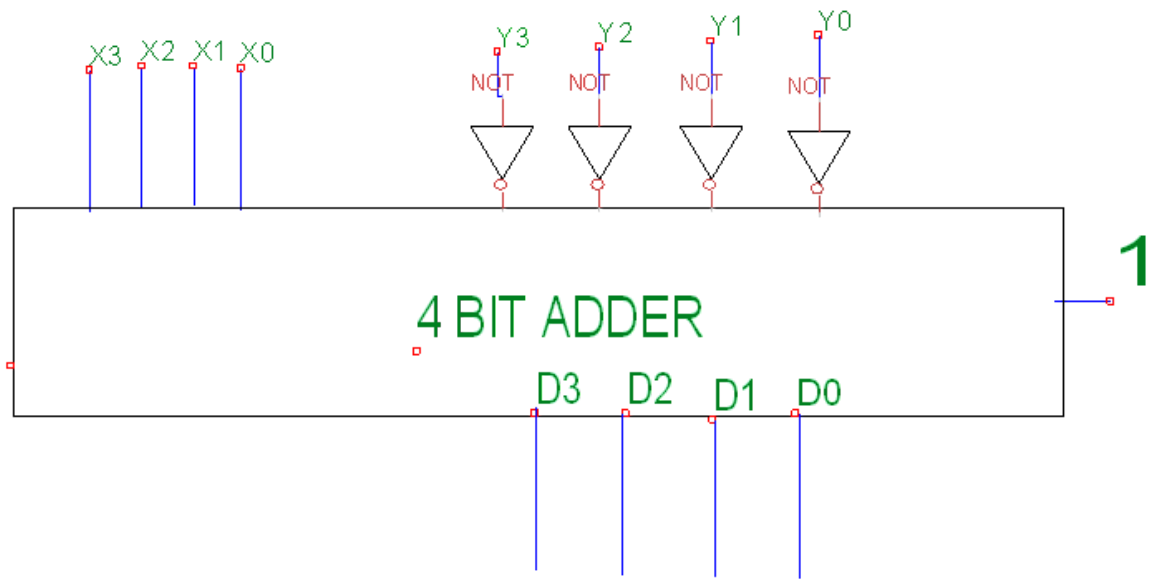 X3 X2 X1 X0 Y3 Y2 Y1 Y0
NOT NOT NOT NOT
1
4 BIT ADDER
D3 D2 D1 D0